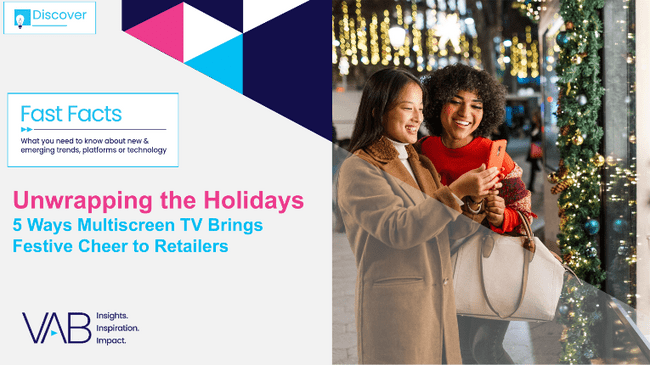 Discover
Fast Facts
What you need to know about new &
emerging trends, platforms or technology
Unwrapping the Holidays
5 Ways Multiscreen TV Brings
Festive Cheer to Retailers
VAB
Insights.
Inspiration.
Impact.